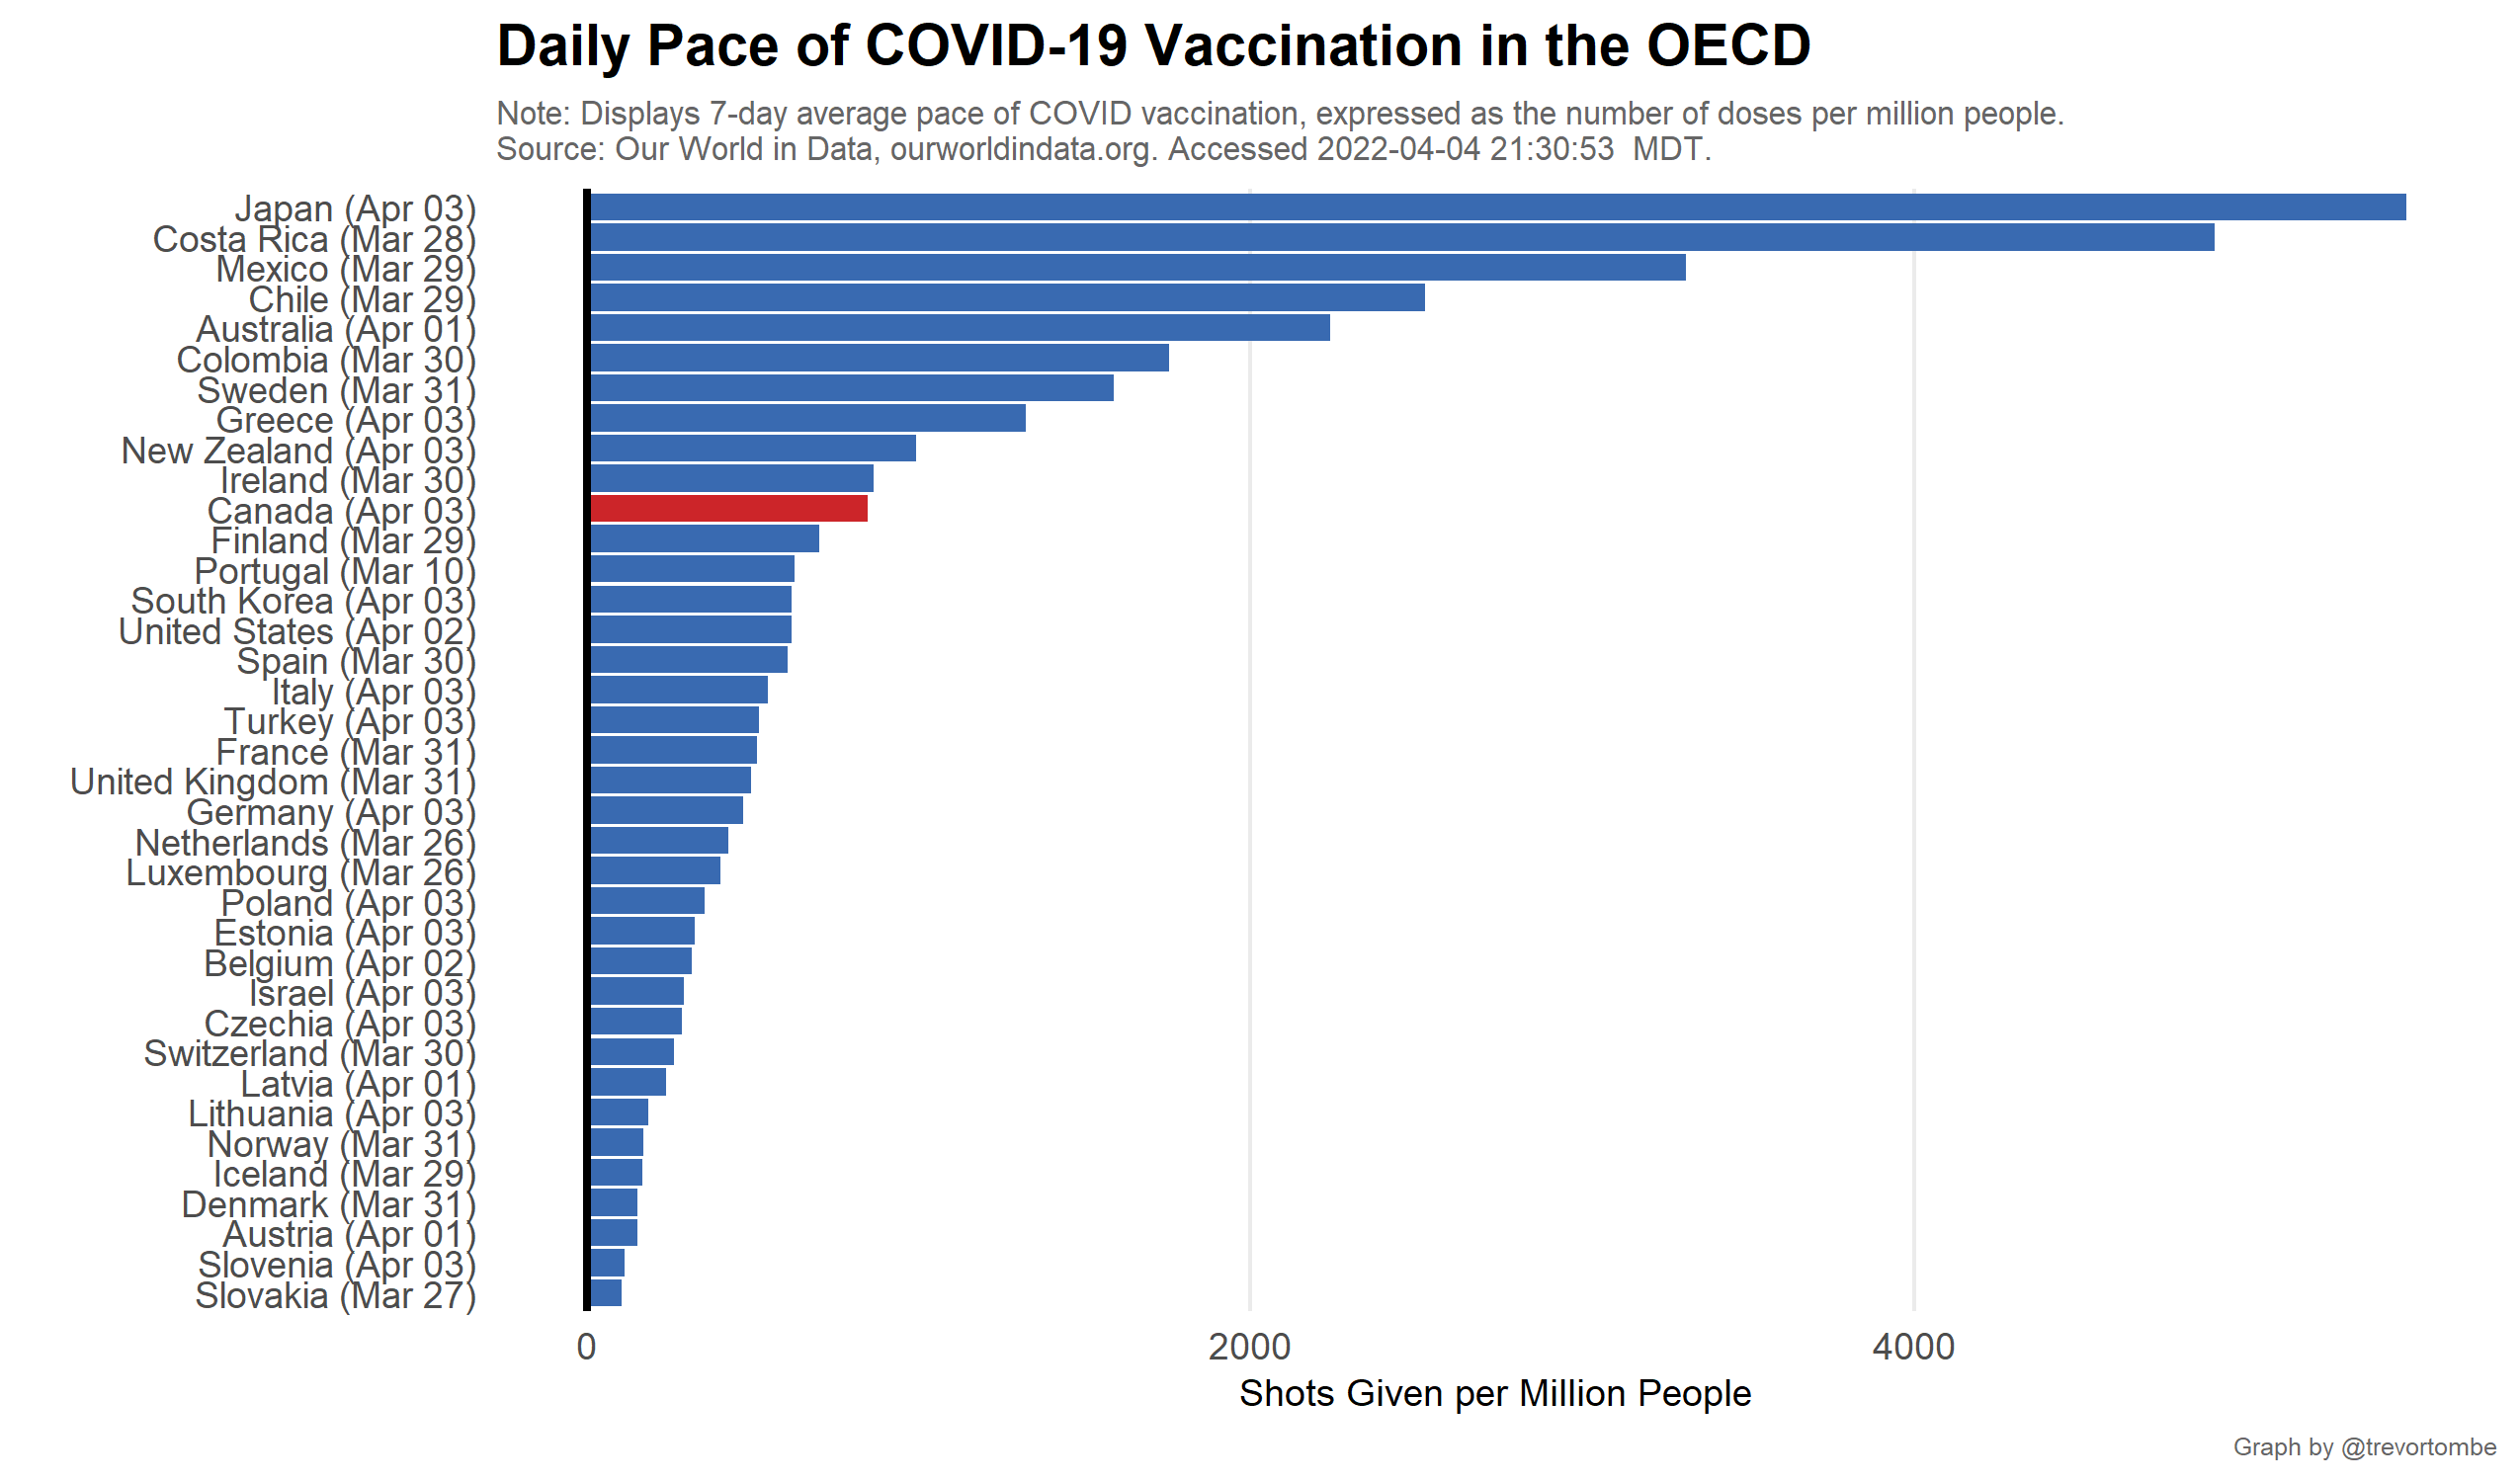 Daily Pace of COVID-19 Vaccination in the OECD
Note: Displays 7-day average pace of COVID vaccination, expressed as the number of doses per million people.
Source: Our World in Data, ourworldindata.org. Accessed 2022-04-04 21:30:53  MDT.
Japan (Apr 03)
Costa Rica (Mar 28)
Mexico (Mar 29)
Chile (Mar 29)
Australia (Apr 01)
Colombia (Mar 30)
Sweden (Mar 31)
Greece (Apr 03)
New Zealand (Apr 03)
Ireland (Mar 30)
Canada (Apr 03)
Finland (Mar 29)
Portugal (Mar 10)
South Korea (Apr 03)
United States (Apr 02)
Spain (Mar 30)
Italy (Apr 03)
Turkey (Apr 03)
France (Mar 31)
United Kingdom (Mar 31)
Germany (Apr 03)
Netherlands (Mar 26)
Luxembourg (Mar 26)
Poland (Apr 03)
Estonia (Apr 03)
Belgium (Apr 02)
Israel (Apr 03)
Czechia (Apr 03)
Switzerland (Mar 30)
Latvia (Apr 01)
Lithuania (Apr 03)
Norway (Mar 31)
Iceland (Mar 29)
Denmark (Mar 31)
Austria (Apr 01)
Slovenia (Apr 03)
Slovakia (Mar 27)
0 2000 4000
Shots Given per Million People
Graph by @trevortombe